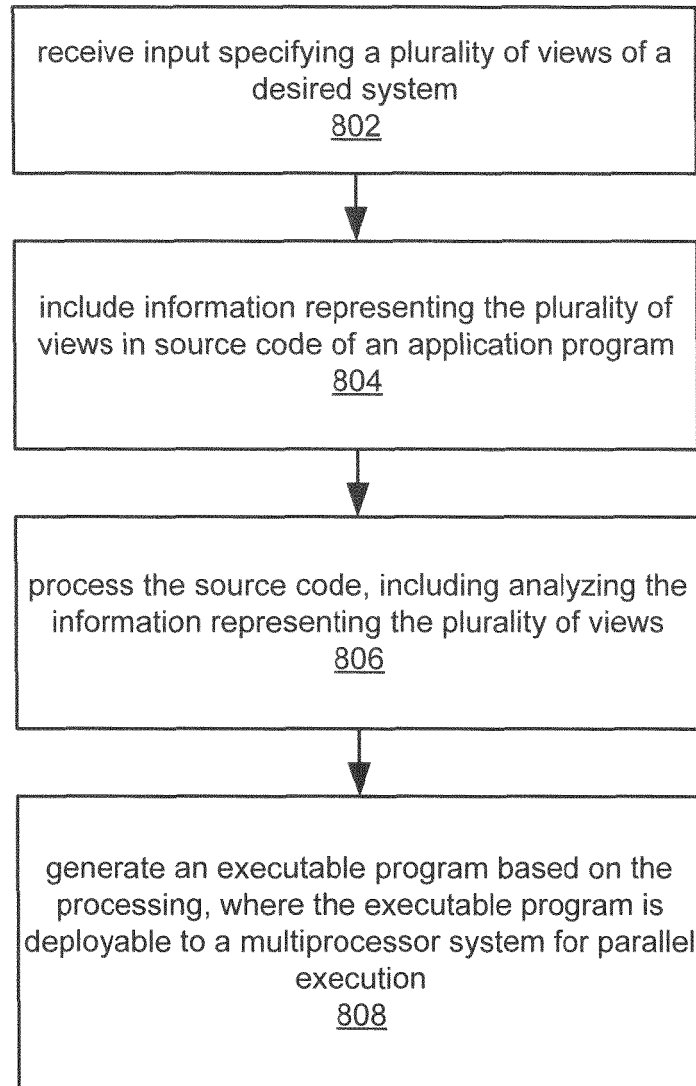 receive input specifying a plurality of views of a
desired system
802
include information representing the plurality of
views in source code of an application program
804
process the source code, including analyzing the
information representing the plurality of views
806
generate an executable program based on the
processing, where the executable program is
deployable to a multiprocessor system for parallel
execution
808